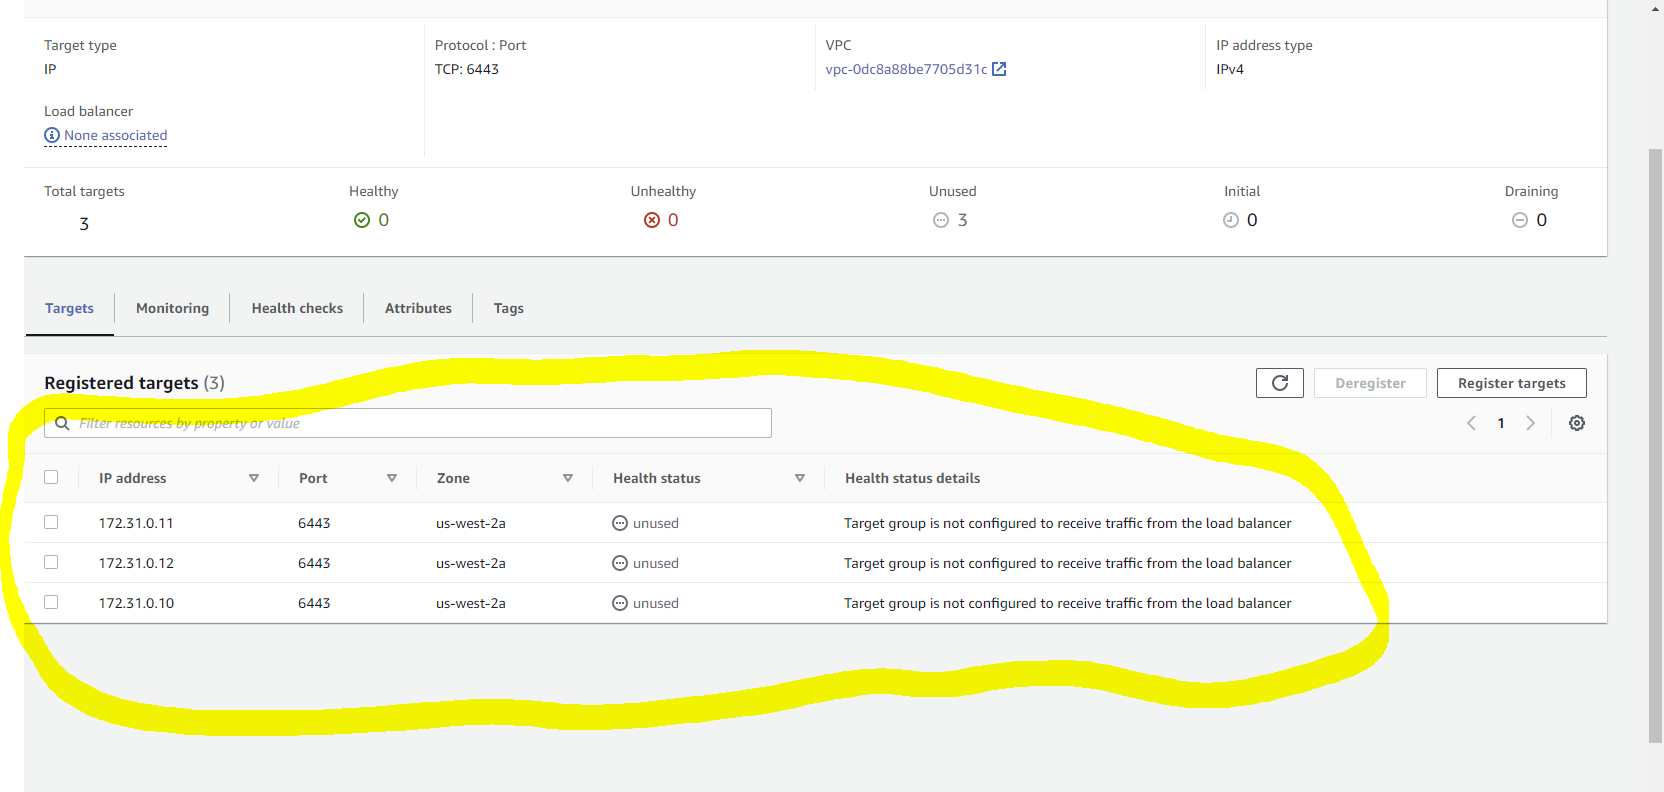 Target type
IP
Protocol : Port
TCP: 6443
VPC
vpc-0dc8a88be7705d31c
IP address type
IPv4
Load balancer
None associated
Total targets
3
Healthy
0
Unhealthy
0
Unused
3
Initial
0
Draining
0
Targets Monitoring Health checks Attributes Tags
Registered targets (3)
Deregister Register targets
Filter resources by property or value
1
IP address Port Zone Health status Health status details
172.31.0.11 6443 us-west-2a unused Target group is not configured to receive traffic from the load balancer
172.31.0.12 6443 us-west-2a unused Target group is not configured to receive traffic from the load balancer
172.31.0.10 6443 us-west-2a unused Target group is not configured to receive traffic from the load balancer